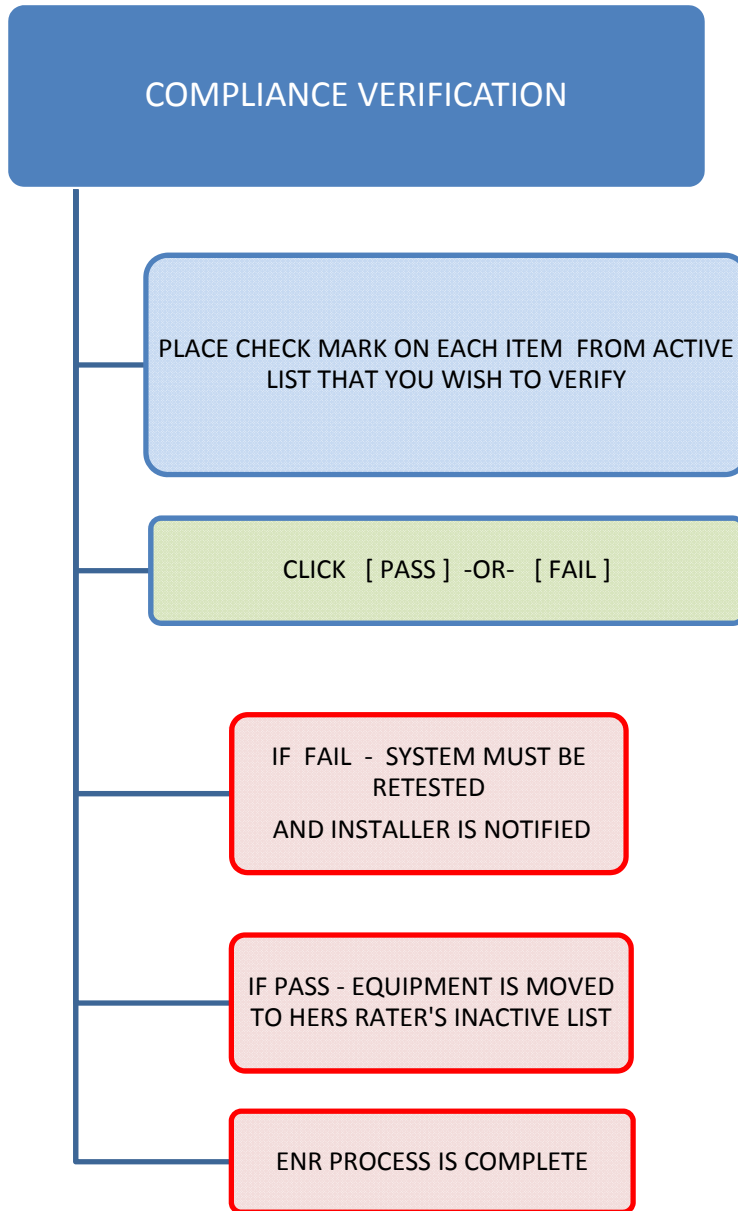 COMPLIANCE VERIFICATION
PLACE CHECK MARK ON EACH ITEM  FROM ACTIVE
LIST THAT YOU WISH TO VERIFY
CLICK   [ PASS ]  -OR-   [ FAIL ]
IF  FAIL  -  SYSTEM MUST BE
RETESTED
AND INSTALLER IS NOTIFIED
IF PASS - EQUIPMENT IS MOVED
TO HERS RATER'S INACTIVE LIST
ENR PROCESS IS COMPLETE